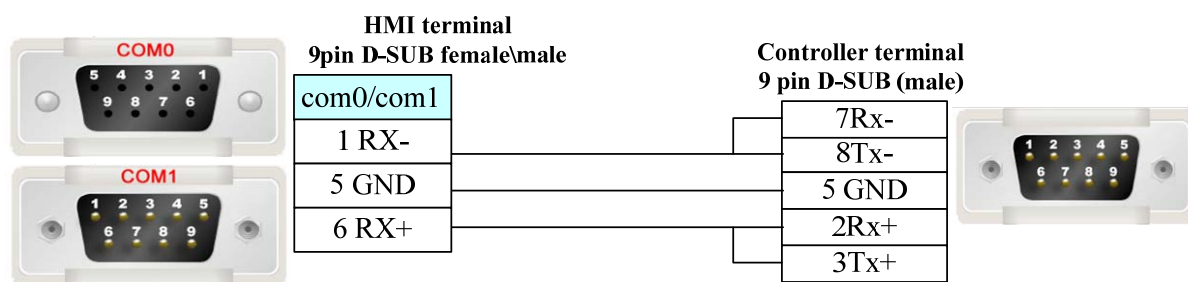 HMI terminal
9pin D-SUB female\male
COM0
5 4 3 2 1
9 8 7 6
COM1
1 2 3 4 5
6 7 8 9
com0/com1
1 RX-
5 GND
6 RX+
Controller terminal
9 pin D-SUB (male)
7Rx-
8Tx-
5 GND
2Rx+
3Tx+
1 2 3 4 5
6 7 8 9